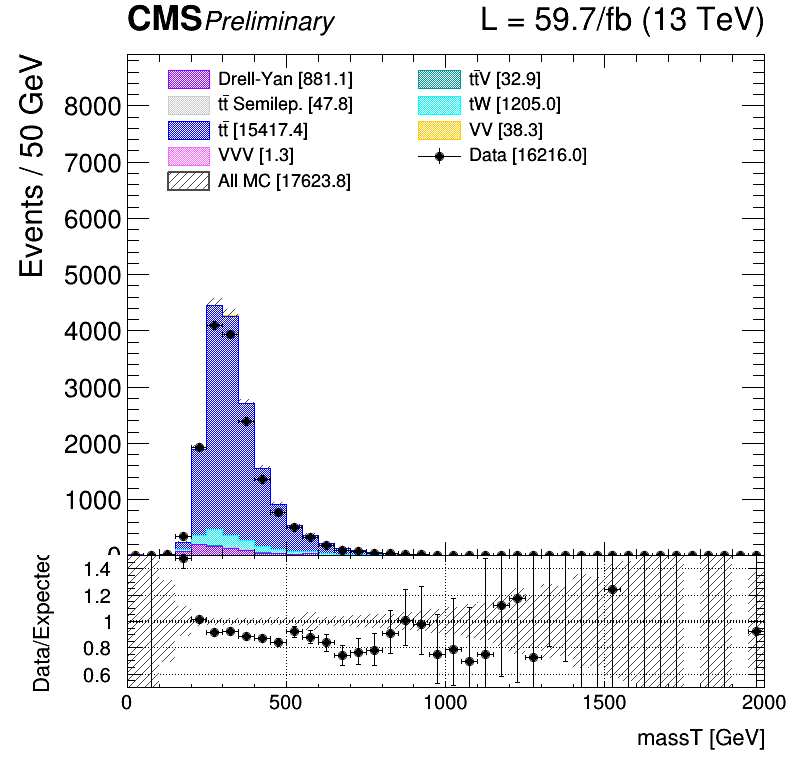 CMS Preliminary L = 59.7/fb (13 TeV)
Events / 50 GeV
8000
7000
6000
5000
4000
3000
2000
1000
0
Drell-Yan [881.1]
tt̄ Semilep. [47.8]
tt̄ [15417.4]
VVV [1.3]
All MC [17623.8]
tt̄V [32.9]
tW [1205.0]
VV [38.3]
Data [16216.0]
Data/Expected
1.4
1.2
1
0.8
0.6
0 500 1000 1500 2000
massT [GeV]